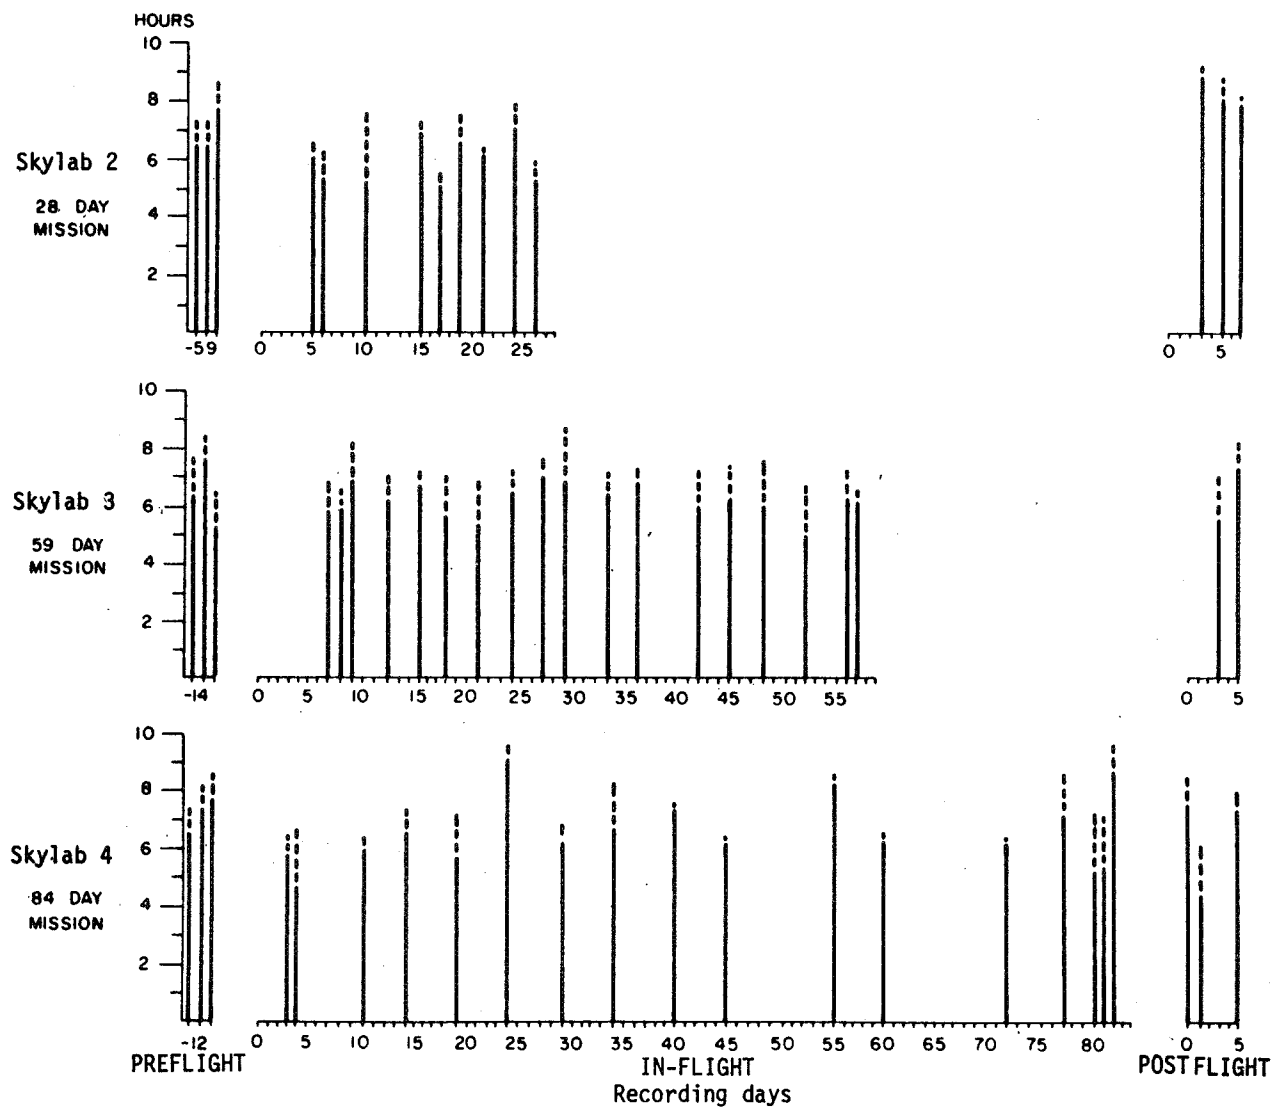 HOURS
10
8
6
4
2
Skylab 2
28 DAY
MISSION
-59
0 5 10 15 20 25
0 5
10
8
6
4
2
Skylab 3
59 DAY
MISSION
-14
0 5 10 15 20 25 30 35 40 45 50 55
0 5
10
8
6
4
2
Skylab 4
84 DAY
MISSION
-12
0 5 10 15 20 25 30 35 40 45 50 55 60 65 70 75 80
0 5
PREFLIGHT
IN-FLIGHT
POSTFLIGHT
Recording days